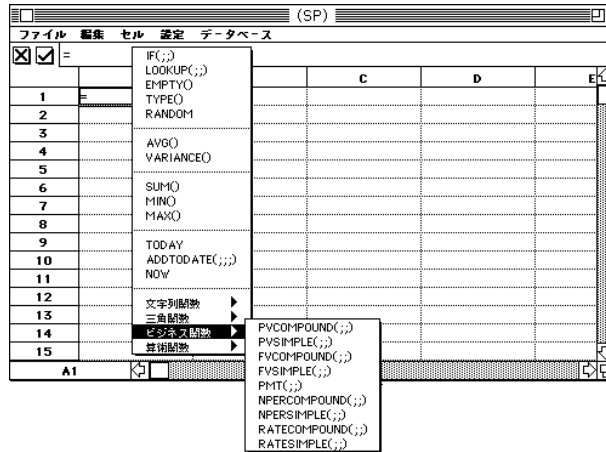 (SP)
ファイル 編集 セル 設定 データベース
=
C D E
1 =
2
3
4
5
6
7
8
9
10
11
12
13
14
15
A1
IF(;;)
LOOKUP(;;)
EMPTY()
TYPE()
RANDOM
AVG()
VARIANCE()
SUM()
MIN()
MAX()
TODAY
ADDTODATE(;;;)
NOW
文字列関数
三角関数
ビジネス関数
算術関数
PVCOMPOUND(;;)
PVSIMPLE(;;)
FVCOMPOUND(;;)
FVSIMPLE(;;)
PMT(;;)
NPERCOMPOUND(;;)
NPERSIMPLE(;;)
RATECOMPOUND(;;)
RATESIMPLE(;;)